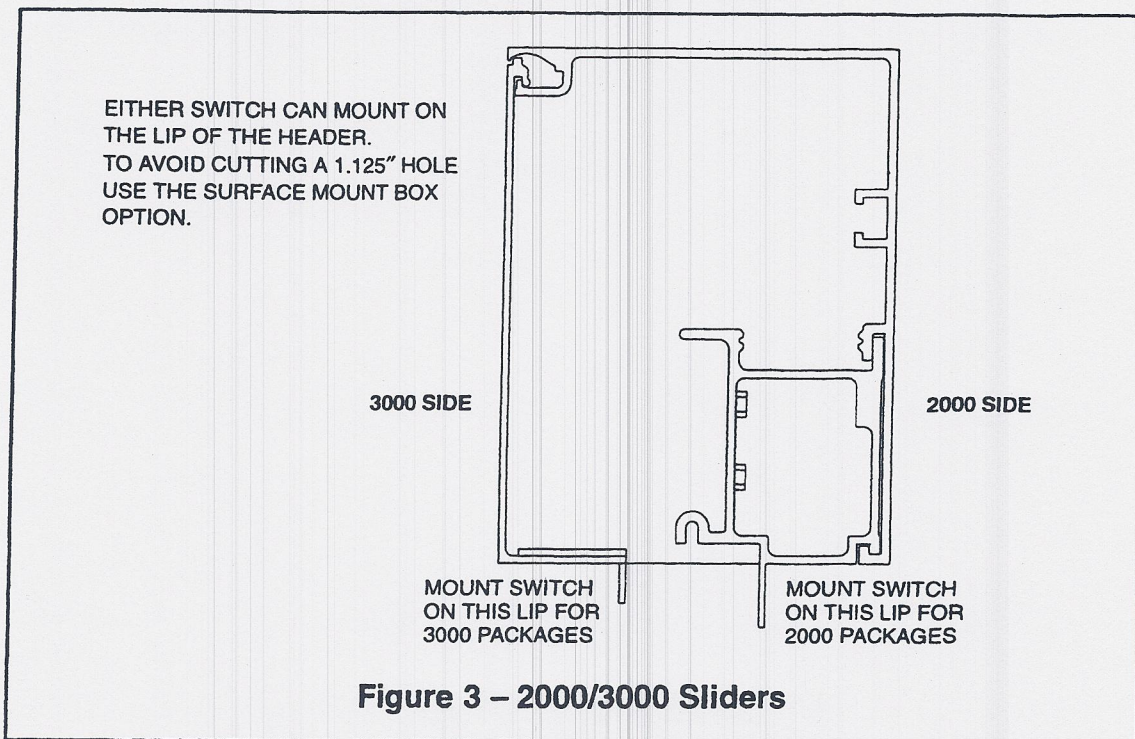 EITHER SWITCH CAN MOUNT ON
THE LIP OF THE HEADER.
TO AVOID CUTTING A 1.125″ HOLE
USE THE SURFACE MOUNT BOX
OPTION.
3000 SIDE
2000 SIDE
MOUNT SWITCH
ON THIS LIP FOR
3000 PACKAGES
MOUNT SWITCH
ON THIS LIP FOR
2000 PACKAGES
Figure 3 – 2000/3000 Sliders